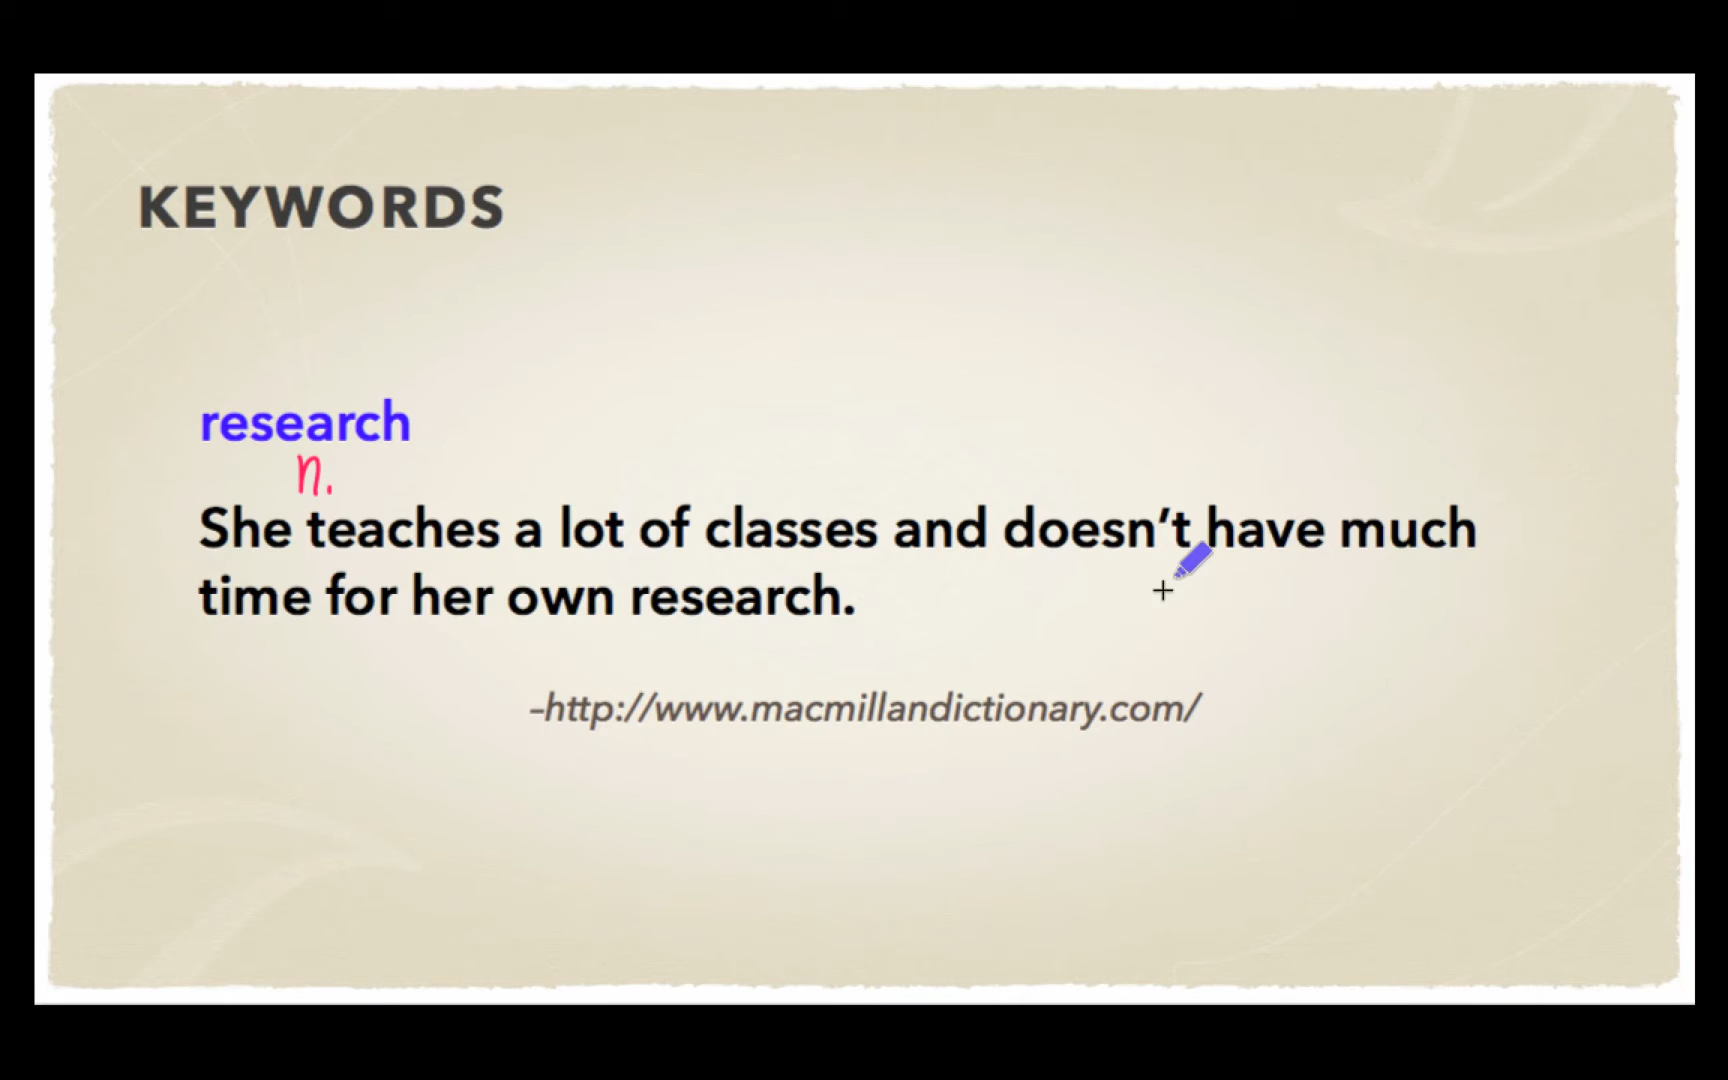 KEYWORDS
research
n.
She teaches a lot of classes and doesn’t have much
time for her own research.
–http://www.macmillandictionary.com/